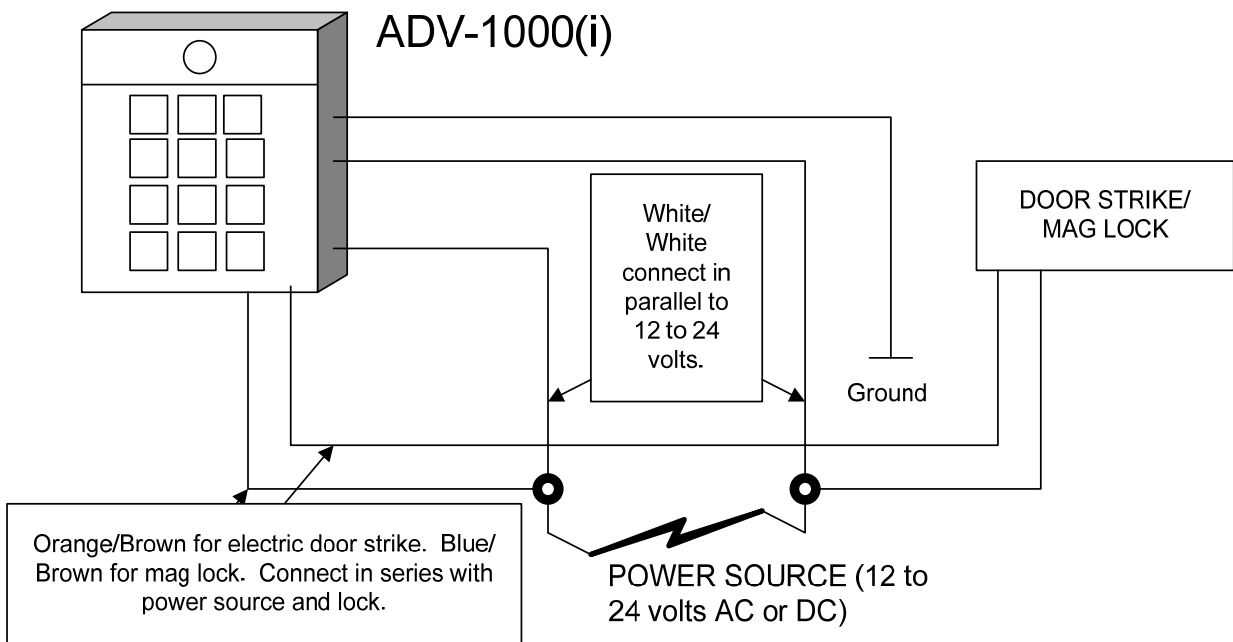 ADV-1000(i)
White/
White
connect in
parallel to
12 to 24
volts.
DOOR STRIKE/
MAG LOCK
Ground
Orange/Brown for electric door strike.  Blue/
Brown for mag lock.  Connect in series with
power source and lock.
POWER SOURCE (12 to
24 volts AC or DC)